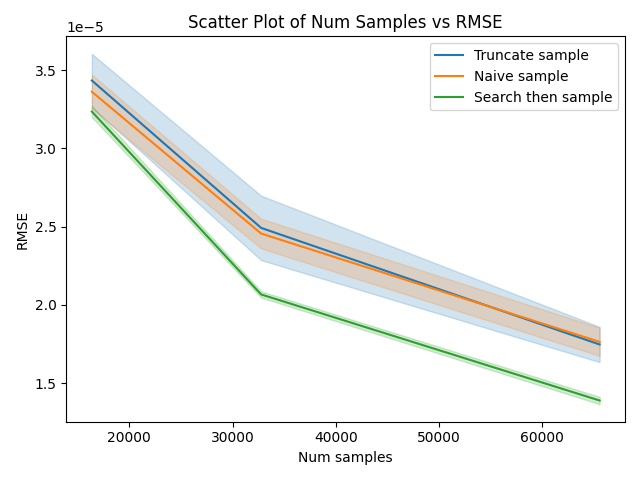 Scatter Plot of Num Samples vs RMSE
1e−5
Truncate sample
Naive sample
Search then sample
3.5
3.0
2.5
2.0
1.5
RMSE
20000 30000 40000 50000 60000
Num samples